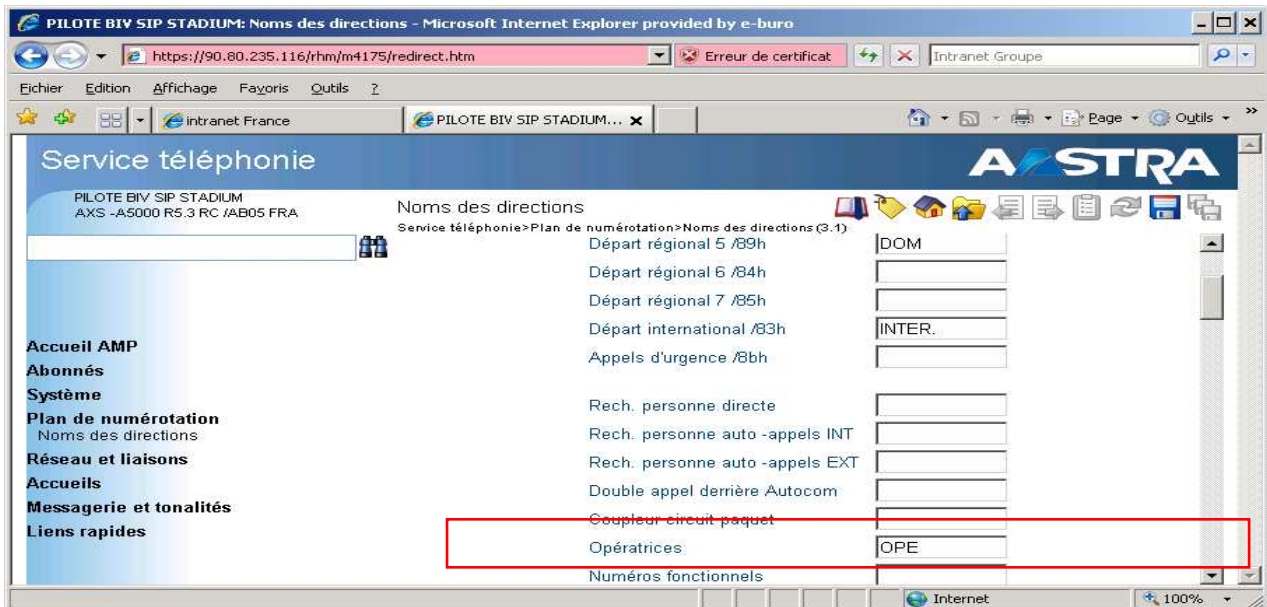 PILOTE BIV SIP STADIUM: Noms des directions - Microsoft Internet Explorer provided by e-buro
https://90.80.235.116/rhm/m4175/redirect.htm Erreur de certificat Intranet Groupe
Fichier Edition Affichage Favoris Outils ?
intranet France PILOTE BIV SIP STADIUM... Page Outils
Service téléphonie AASTRA
PILOTE BIV SIP STADIUM
AXS -A5000 R5.3 RC /AB05 FRA
Noms des directions
Service téléphonie>Plan de numérotation>Noms des directions (3.1)
Accueil AMP
Abonnés
Système
Plan de numérotation
Noms des directions
Réseau et liaisons
Accueils
Messagerie et tonalités
Liens rapides
Départ régional 5 /89h DOM
Départ régional 6 /84h
Départ régional 7 /85h
Départ international /83h INTER.
Appels d'urgence /8bh
Rech. personne directe
Rech. personne auto -appels INT
Rech. personne auto -appels EXT
Double appel derrière Autocom
Coupleur circuit paquet
Opératrices OPE
Numéros fonctionnels
Internet 100%